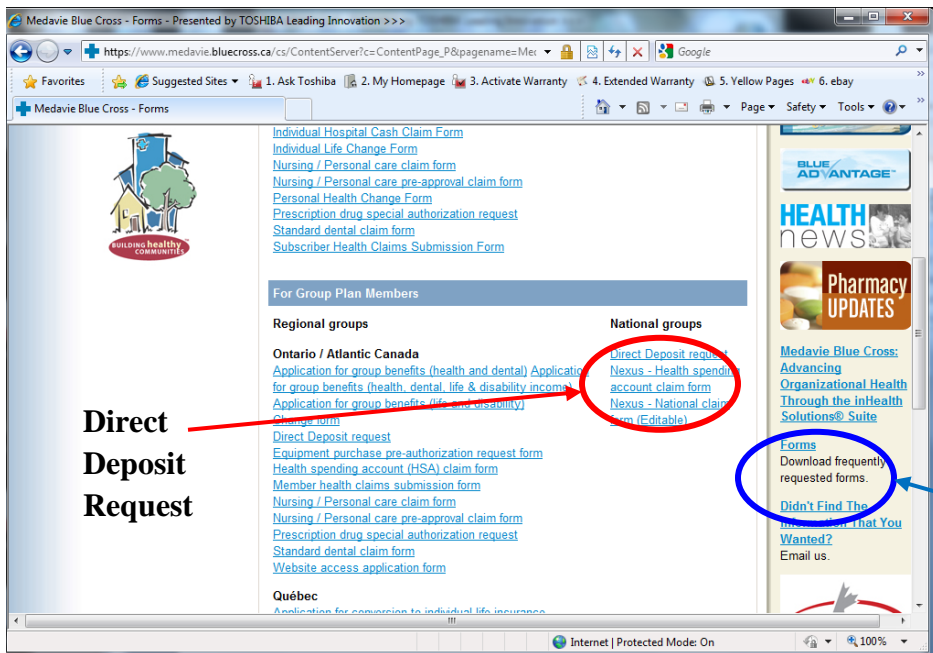 Medavie Blue Cross - Forms - Presented by TOSHIBA Leading Innovation >>>
https://www.medavie.bluecross.ca/cs/ContentServer?c=ContentPage_P&pagename=Mec
Google
Favorites
Suggested Sites
1. Ask Toshiba
2. My Homepage
3. Activate Warranty
4. Extended Warranty
5. Yellow Pages
6. ebay
Medavie Blue Cross - Forms
Page
Safety
Tools
BUILDING healthy
COMMUNITIES
Individual Hospital Cash Claim Form
Individual Life Change Form
Nursing / Personal care claim form
Nursing / Personal care pre-approval claim form
Personal Health Change Form
Prescription drug special authorization request
Standard dental claim form
Subscriber Health Claims Submission Form
For Group Plan Members
Regional groups
Ontario / Atlantic Canada
Application for group benefits (health and dental) Application
for group benefits (health, dental, life & disability income)
Application for group benefits (life and disability)
Change form
Direct Deposit request
Equipment purchase pre-authorization request form
Health spending account (HSA) claim form
Member health claims submission form
Nursing / Personal care claim form
Nursing / Personal care pre-approval claim form
Prescription drug special authorization request
Standard dental claim form
Website access application form
Québec
Application for conversion to individual life insurance
National groups
Direct Deposit request
Nexus - Health spending
account claim form
Nexus - National claim
form (Editable)
Direct
Deposit
Request
BLUE
ADVANTAGE
HEALTH
news
Pharmacy
UPDATES
Medavie Blue Cross:
Advancing
Organizational Health
Through the inHealth
Solutions® Suite
Forms
Download frequently
requested forms.
Didn't Find The
Information That You
Wanted?
Email us.
Internet | Protected Mode: On
100%